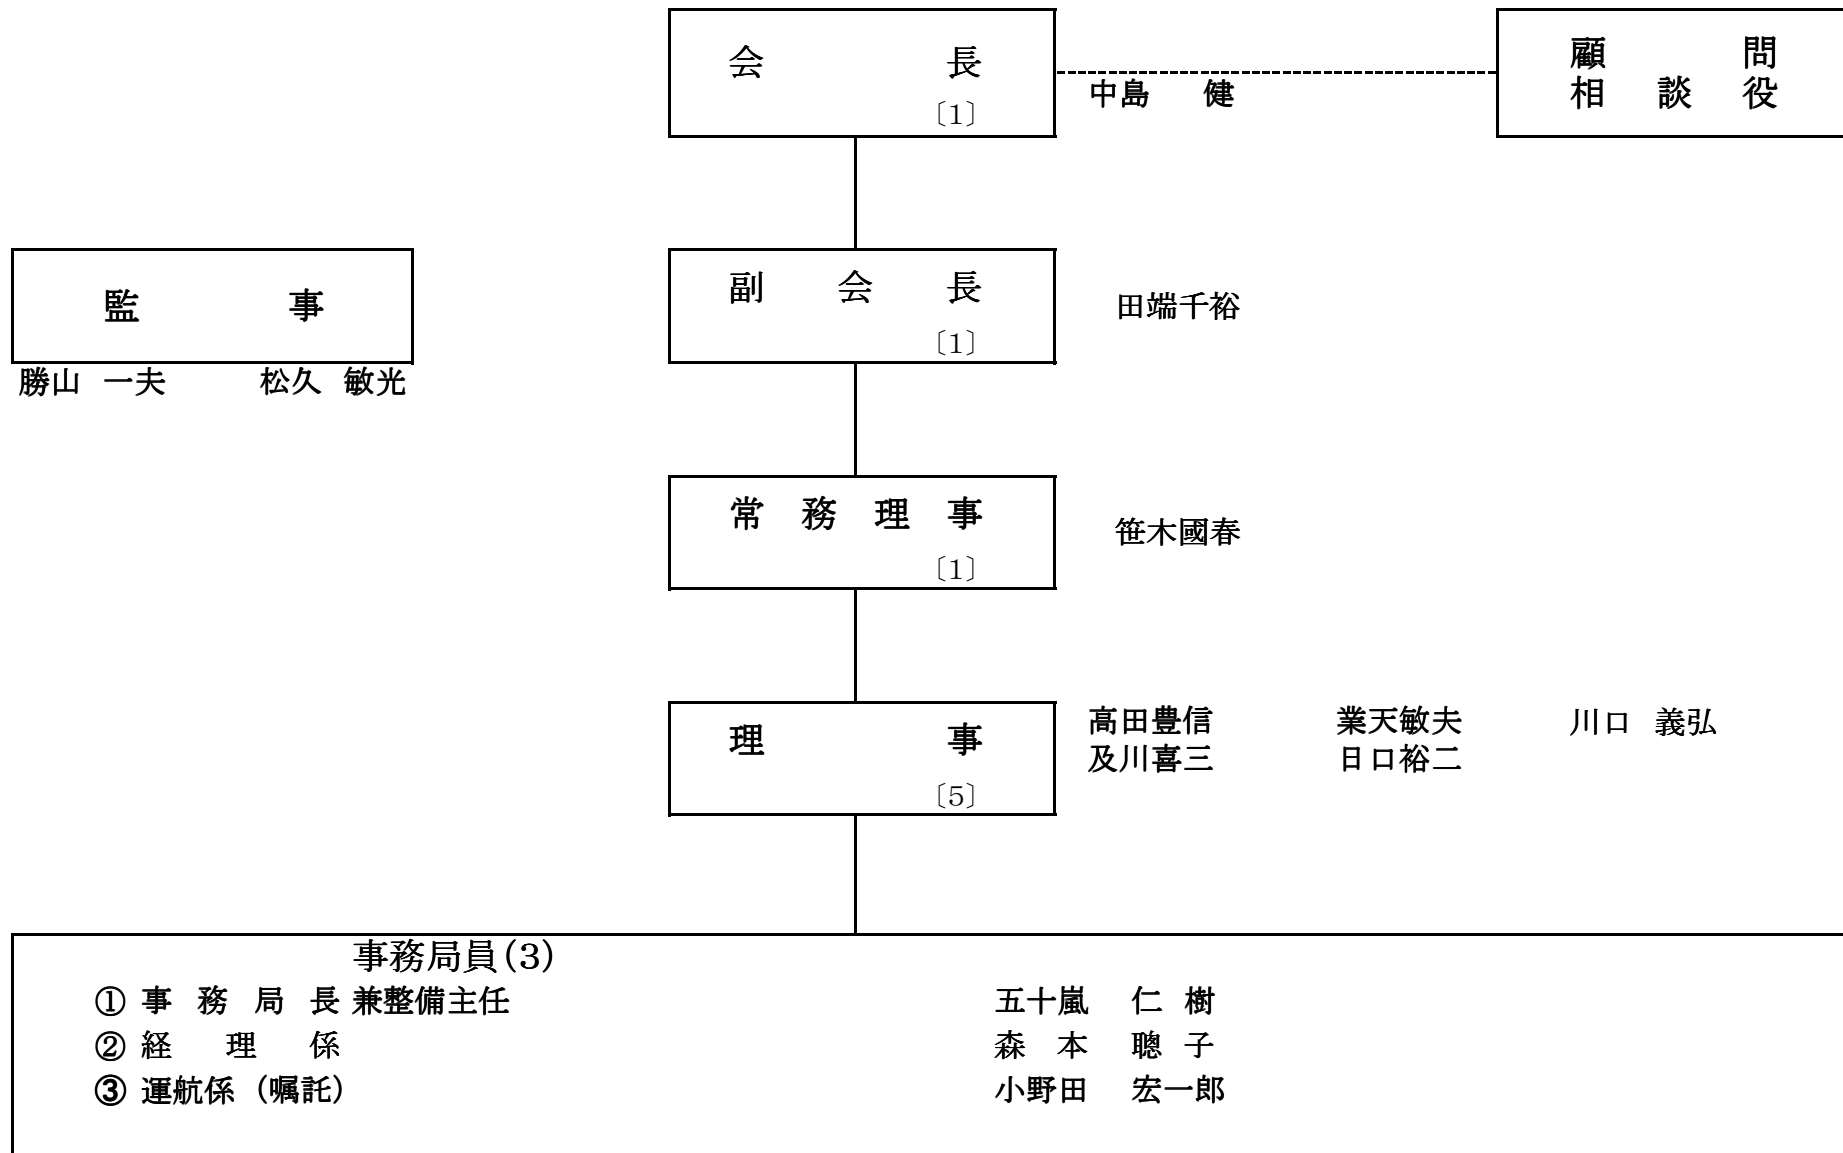 会長
〔1〕
中島 健
顧問
相談役
監事
勝山 一夫 松久 敏光
副会長
〔1〕
田端千裕
常務理事
〔1〕
笹木國春
理事
〔5〕
高田豊信 業天敏夫 川口 義弘
及川喜三 日口裕二
事務局員(3)
① 事務局長兼整備主任 五十嵐 仁樹
② 経理係 森本 聰子
③ 運航係(嘱託) 小野田 宏一郎